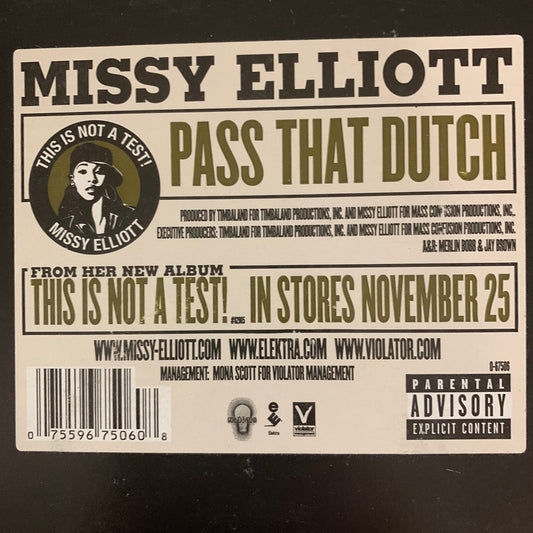 MISSY ELLIOTT
THIS IS NOT A TEST!
MISSY ELLIOTT
PASS THAT DUTCH
PRODUCED BY TIMBALAND FOR TIMBALAND PRODUCTIONS, INC. AND MISSY ELLIOTT FOR MASS CONFUSION PRODUCTIONS, INC.
EXECUTIVE PRODUCERS: TIMBALAND FOR TIMBALAND PRODUCTIONS, INC. AND MISSY ELLIOTT FOR MASS CONFUSION PRODUCTIONS, INC.
A&R: MERLIN BOBB & JAY BROWN
FROM HER NEW ALBUM
THIS IS NOT A TEST! IN STORES NOVEMBER 25
WWW.MISSY-ELLIOTT.COM WWW.ELEKTRA.COM WWW.VIOLATOR.COM
MANAGEMENT: MONA SCOTT FOR VIOLATOR MANAGEMENT
0-67506
0 75596 75060 8
Elektra
violator
management
PARENTAL
ADVISORY
EXPLICIT CONTENT